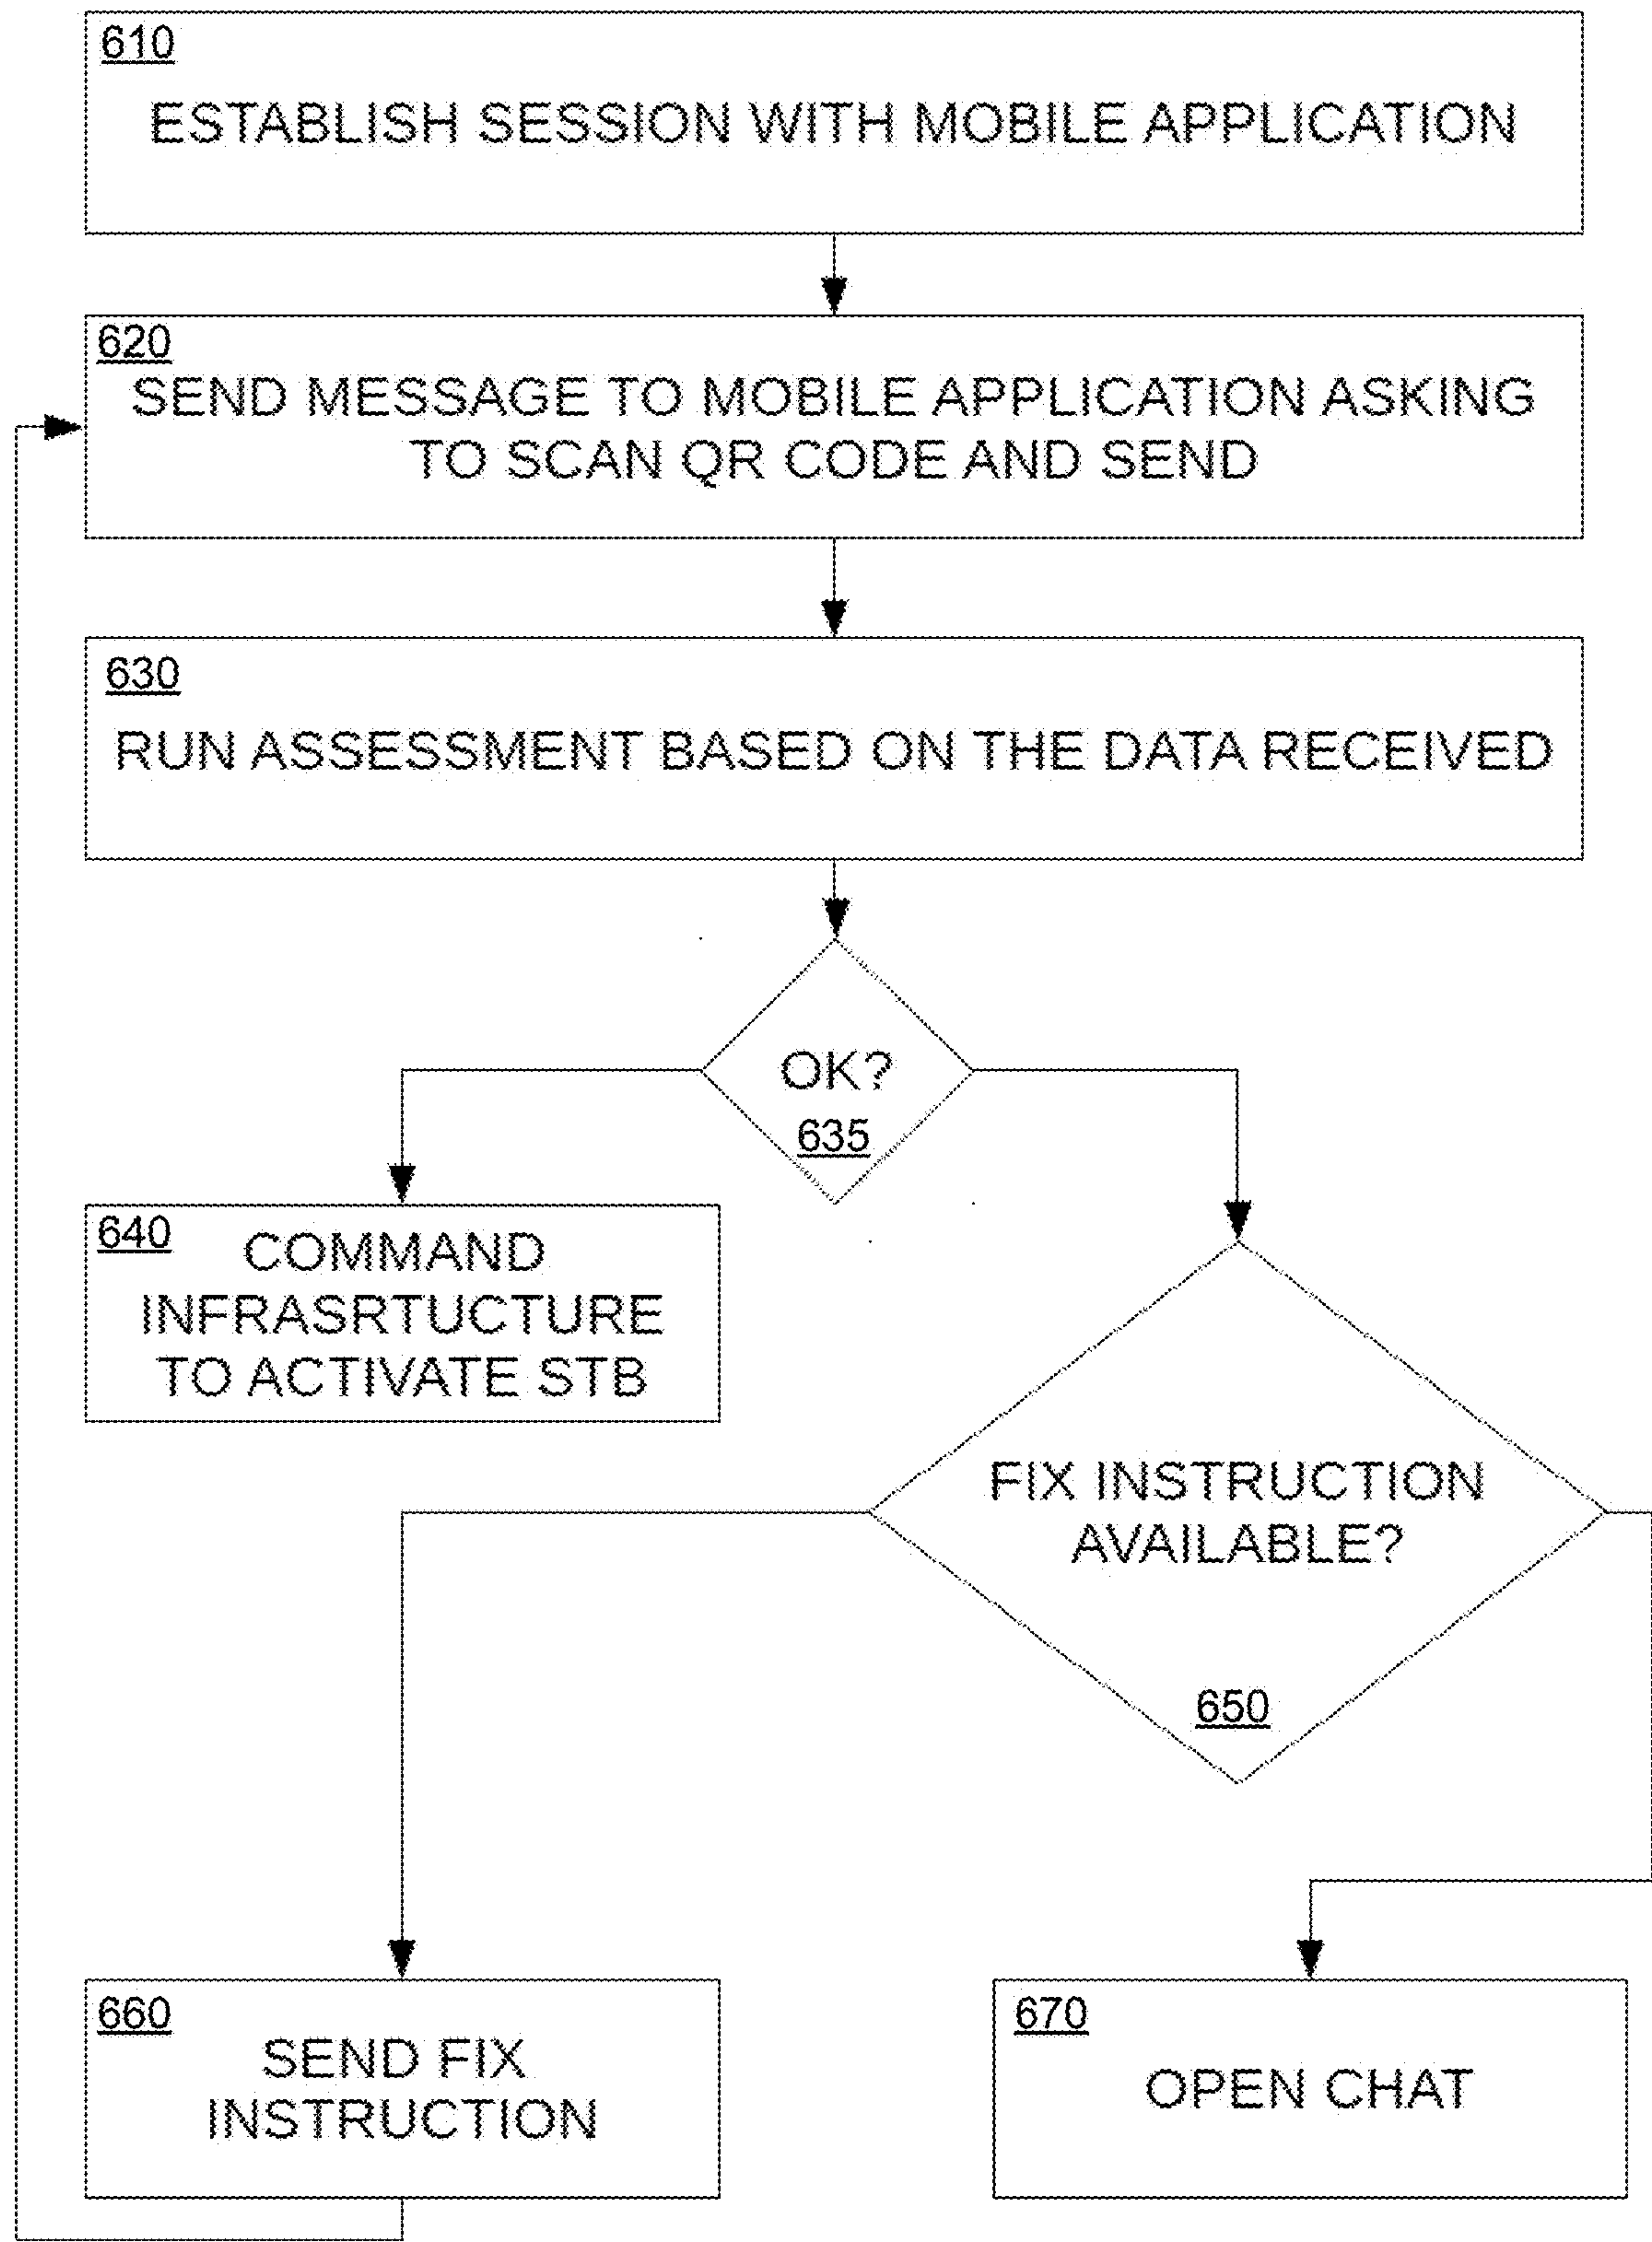 610
ESTABLISH SESSION WITH MOBILE APPLICATION
620
SEND MESSAGE TO MOBILE APPLICATION ASKING
TO SCAN QR CODE AND SEND
630
RUN ASSESSMENT BASED ON THE DATA RECEIVED
OK?
635
640
COMMAND
INFRASRTUCTURE
TO ACTIVATE STB
FIX INSTRUCTION
AVAILABLE?
650
660
SEND FIX
INSTRUCTION
670
OPEN CHAT